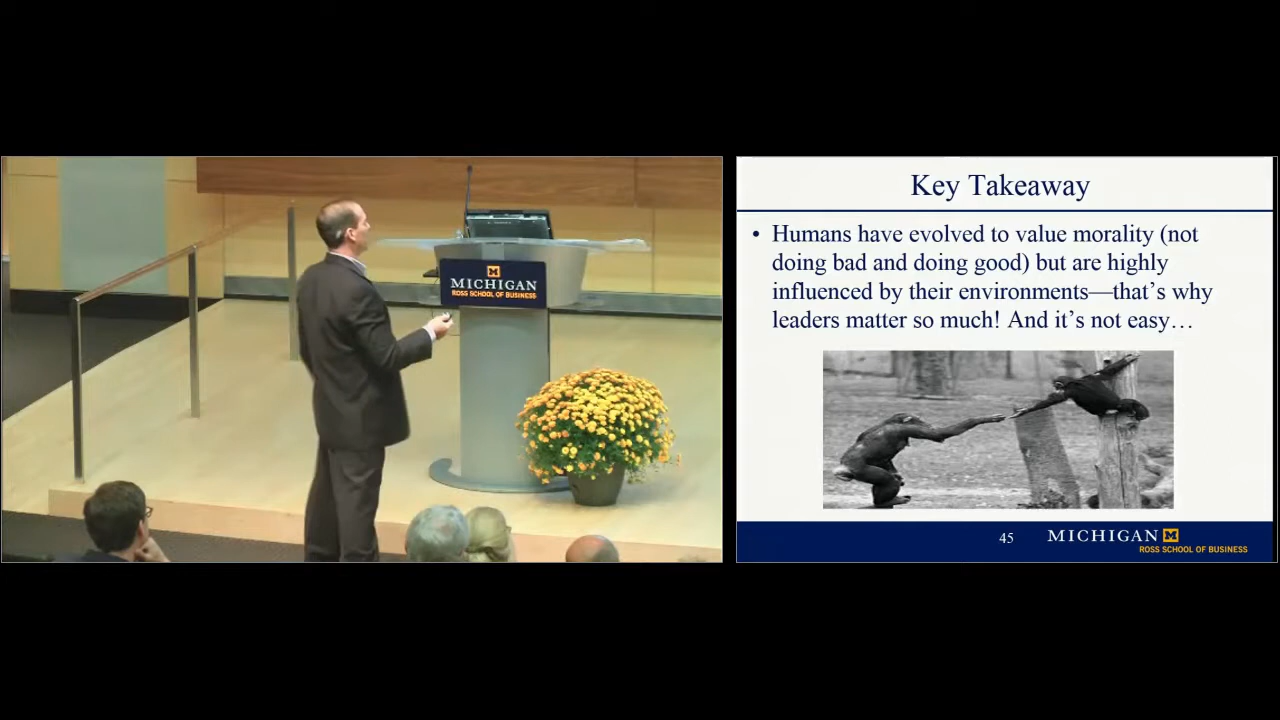 M
MICHIGAN
ROSS SCHOOL OF BUSINESS
Key Takeaway
• Humans have evolved to value morality (not
doing bad and doing good) but are highly
influenced by their environments—that’s why
leaders matter so much! And it’s not easy…
45
MICHIGAN M
ROSS SCHOOL OF BUSINESS